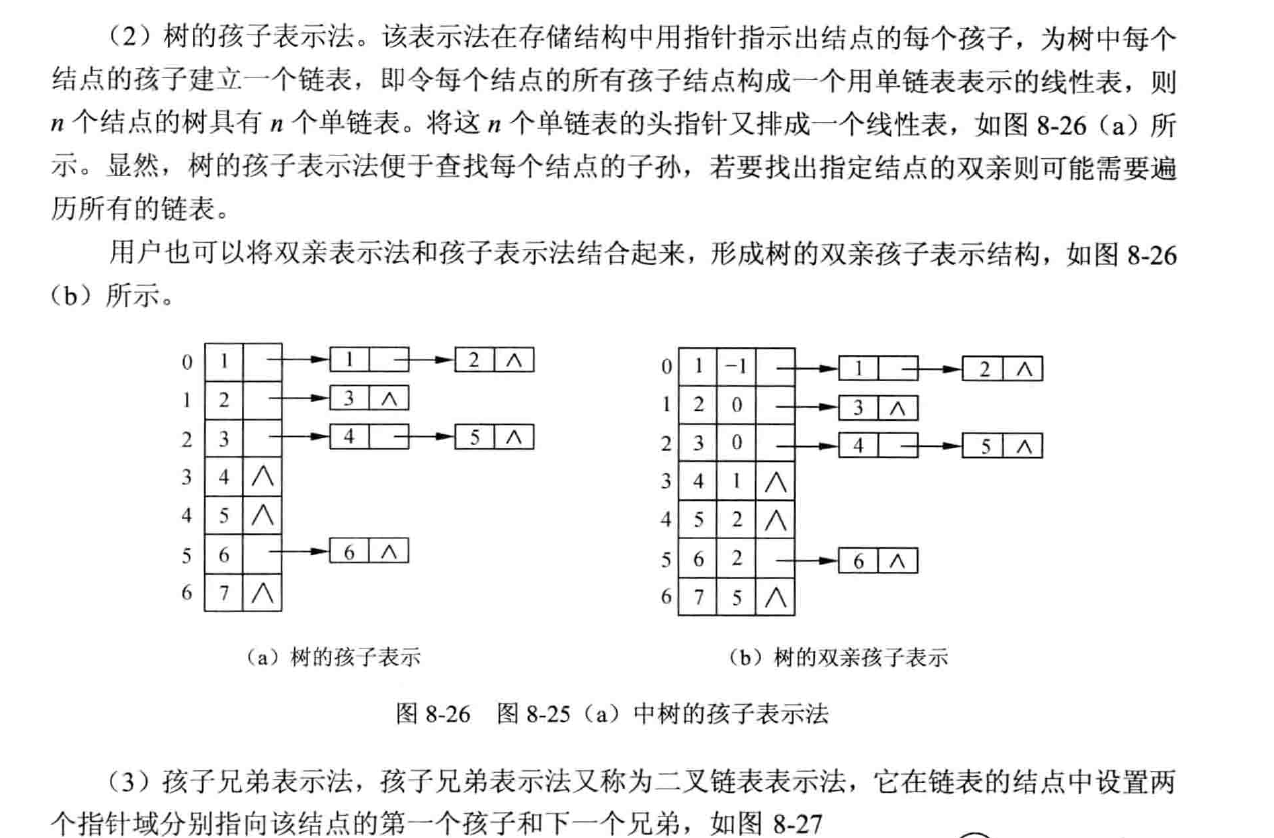 （2）树的孩子表示法。该表示法在存储结构中用指针指示出结点的每个孩子，为树中每个
结点的孩子建立一个链表，即令每个结点的所有孩子结点构成一个用单链表表示的线性表，则
n 个结点的树具有 n 个单链表。将这 n 个单链表的头指针又排成一个线性表，如图 8-26（a）所
示。显然，树的孩子表示法便于查找每个结点的子孙，若要找出指定结点的双亲则可能需要遍
历所有的链表。
用户也可以将双亲表示法和孩子表示法结合起来，形成树的双亲孩子表示结构，如图 8-26
（b）所示。
0 1 1 2 ∧
1 2 3 ∧
2 3 4 5 ∧
3 4 ∧
4 5 ∧
5 6 6 ∧
6 7 ∧
（a）树的孩子表示
0 1 -1 1 2 ∧
1 2 0 3 ∧
2 3 0 4 5 ∧
3 4 1 ∧
4 5 2 ∧
5 6 2 6 ∧
6 7 5 ∧
（b）树的双亲孩子表示
图 8-26 图 8-25（a）中树的孩子表示法
（3）孩子兄弟表示法，孩子兄弟表示法又称为二叉链表表示法，它在链表的结点中设置两
个指针域分别指向该结点的第一个孩子和下一个兄弟，如图 8-27